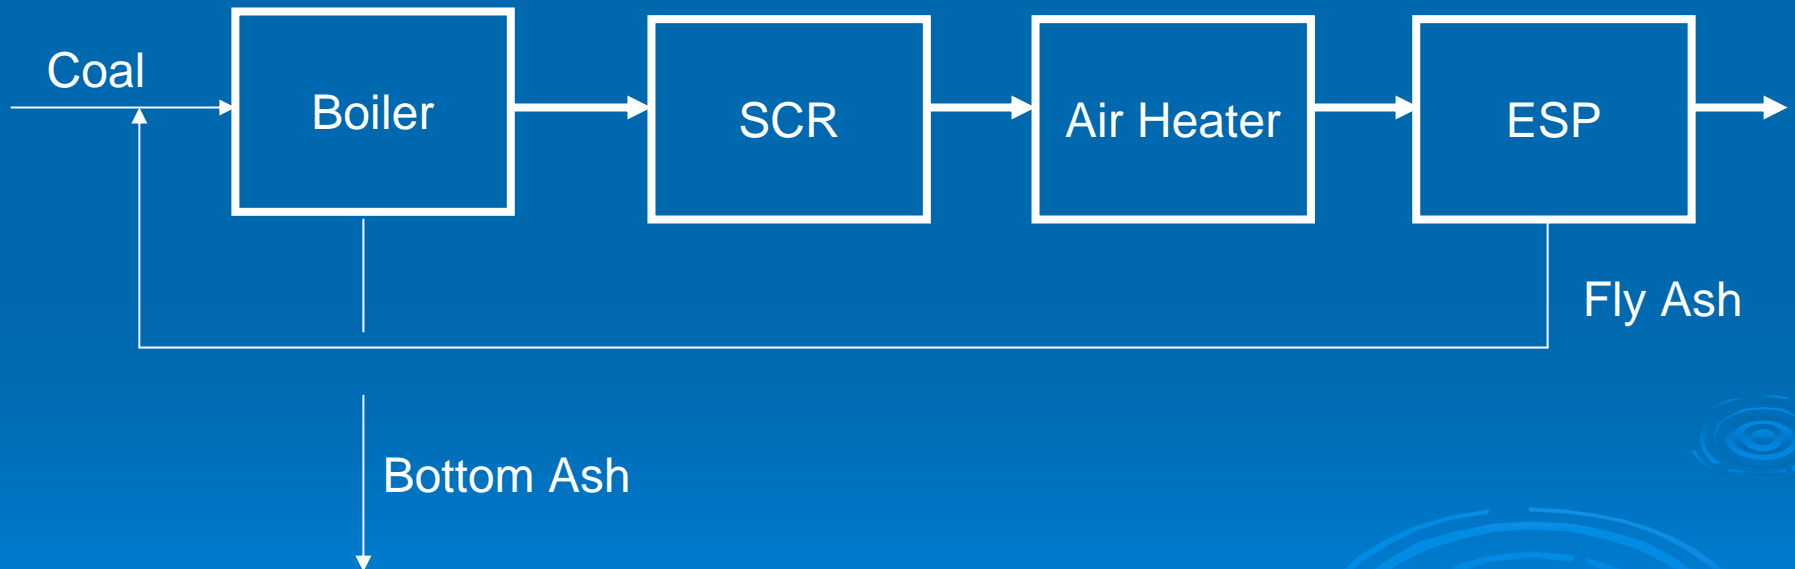 Coal
Boiler
SCR
Air Heater
ESP
Fly Ash
Bottom Ash